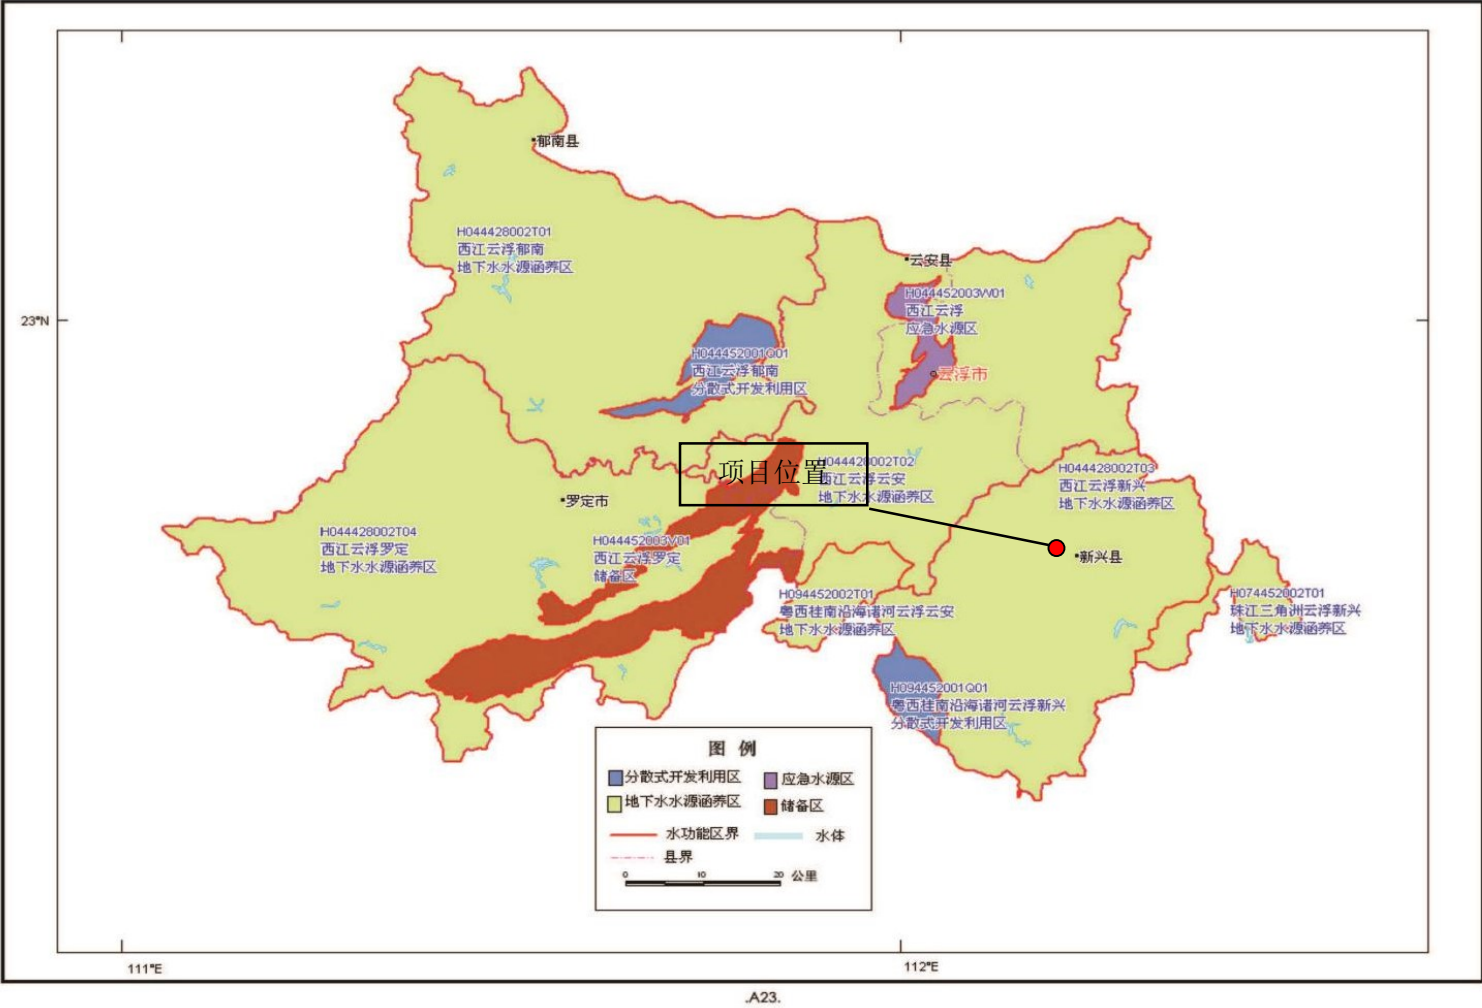 郁南县
H044428002T01
西江云浮郁南
地下水水源涵养区
云安县
H044452003W01
西江云浮
应急水源区
23°N
H044452001Q01
西江云浮郁南
分散式开发利用区
云浮市
项目位置
H044428002T02
西江云浮云安
地下水水源涵养区
H044428002T03
西江云浮新兴
地下水水源涵养区
罗定市
H044428002T04
西江云浮罗定
地下水水源涵养区
H044452003V01
西江云浮罗定
储备区
新兴县
H094452002T01
粤西桂南沿海诸河云浮云安
地下水水源涵养区
H074452002T01
珠江三角洲云浮新兴
地下水水源涵养区
H094452001Q01
粤西桂南沿海诸河云浮新兴
分散式开发利用区
图 例
分散式开发利用区
应急水源区
地下水水源涵养区
储备区
水功能区界
水体
县界
0 10 20 公里
111°E
112°E
.A23.